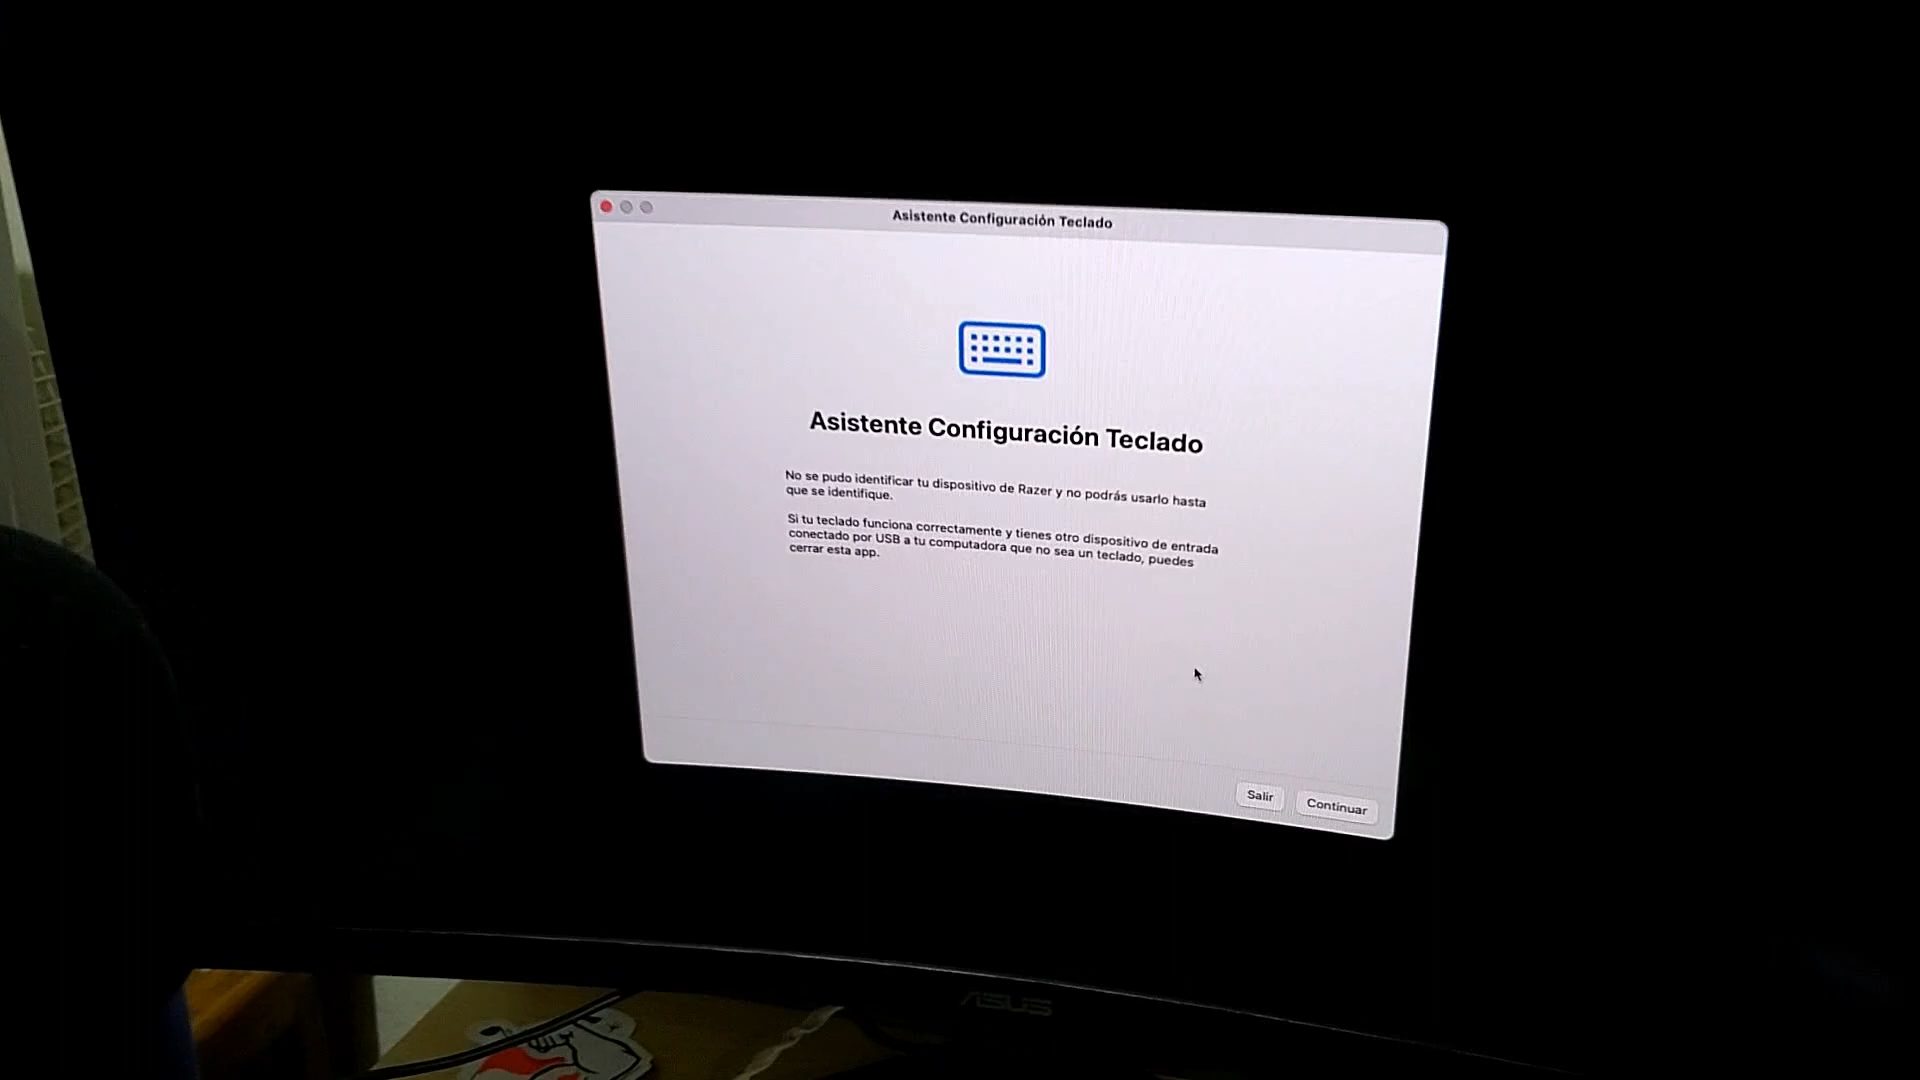 Asistente Configuración Teclado
Asistente Configuración Teclado
No se pudo identificar tu dispositivo de Razer y no podrás usarlo hasta
que se identifique.
Si tu teclado funciona correctamente y tienes otro dispositivo de entrada
conectado por USB a tu computadora que no sea un teclado, puedes
cerrar esta app.
Salir
Continuar
ASUS